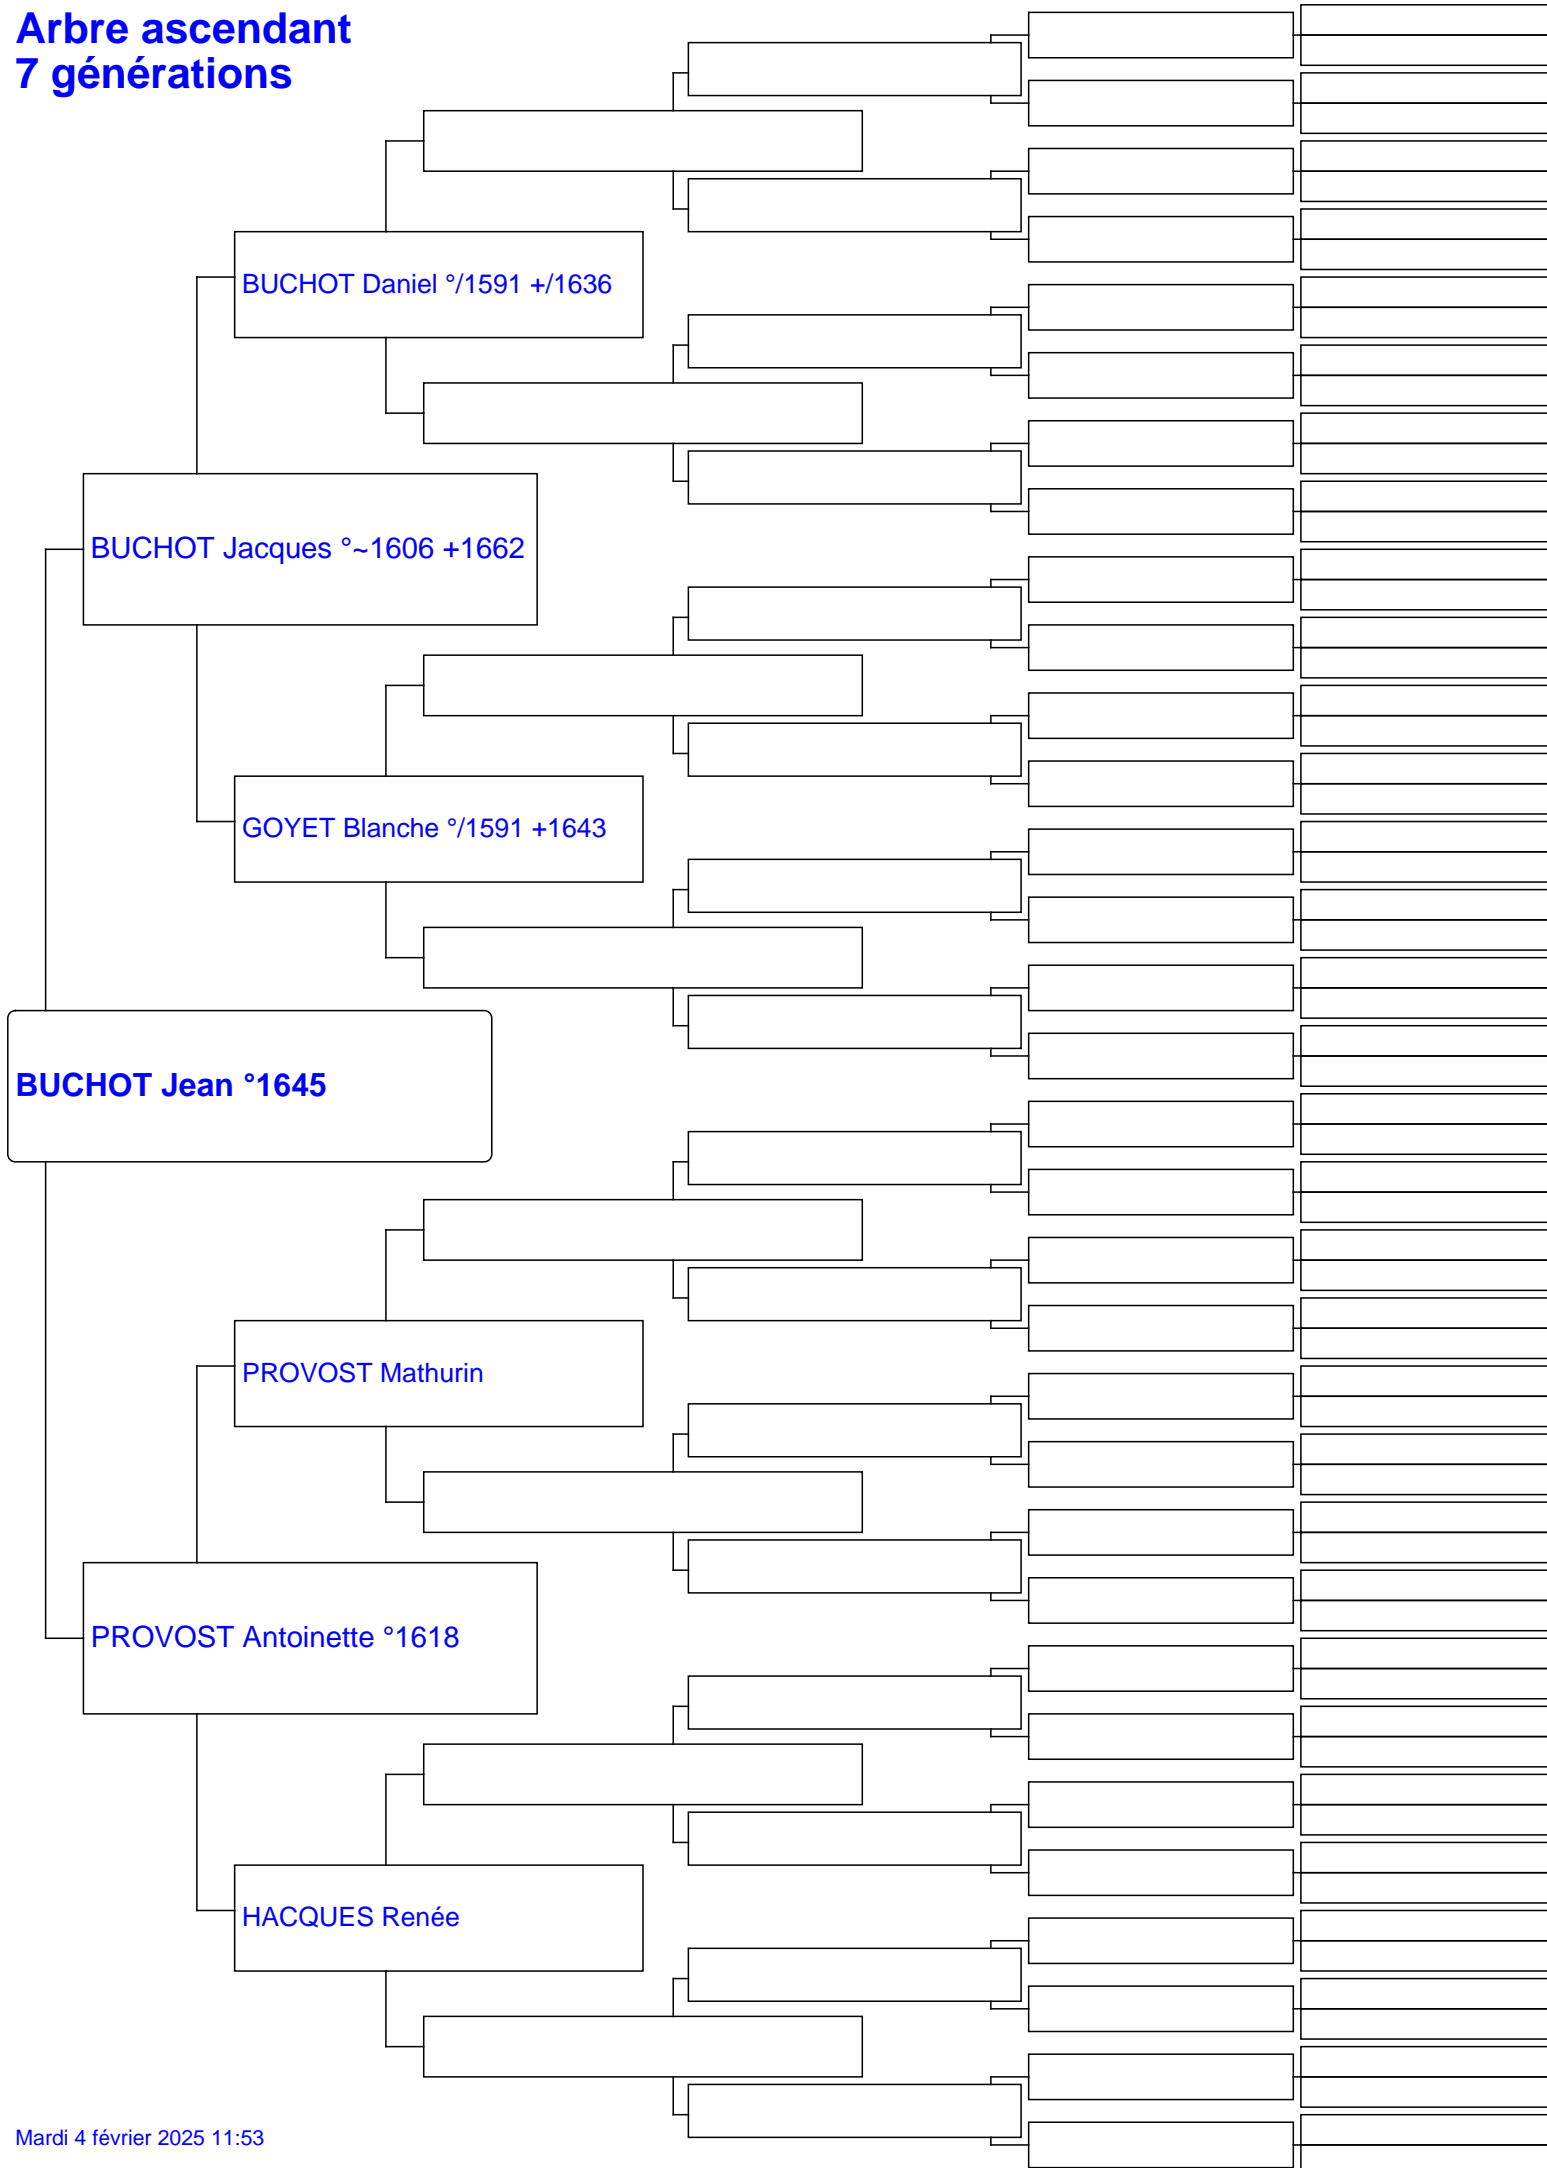 Arbre ascendant
7 générations
BUCHOT Daniel °/1591 +/1636
BUCHOT Jacques °~1606 +1662
GOYET Blanche °/1591 +1643
BUCHOT Jean °1645
PROVOST Mathurin
PROVOST Antoinette °1618
HACQUES Renée
Mardi 4 février 2025 11:53